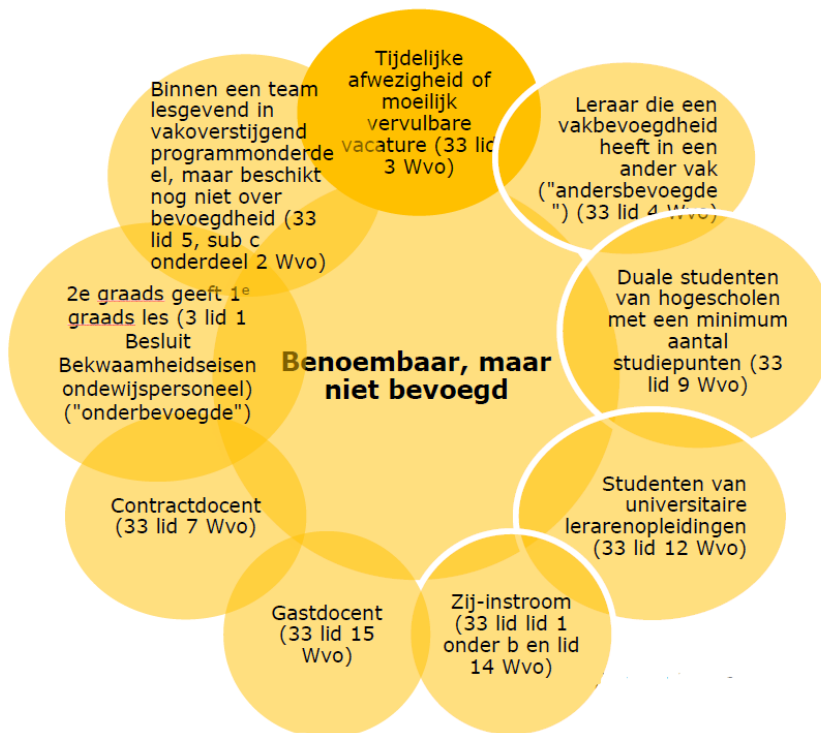 Tijdelijke
afwezigheid of
moeilijk
vervulbare
vacature (33 lid
3 Wvo)
Leraar die een
vakbevoegdheid
heeft in een
ander vak
("andersbevoegde
") (33 lid 4 Wvo)
Duale studenten
van hogescholen
met een minimum
aantal
studiepunten (33
lid 9 Wvo)
Studenten van
universitaire
lerarenopleidingen
(33 lid 12 Wvo)
Zij-instroom
(33 lid lid 1
onder b en lid
14 Wvo)
Gastdocent
(33 lid 15
Wvo)
Contractdocent
(33 lid 7 Wvo)
2e graads geeft 1e
graads les (3 lid 1
Besluit
Bekwaamheidseisen
ondewijspersoneel)
("onderbevoegde")
Binnen een team
lesgevend in
vakoverstijgend
programmonderde
el, maar beschikt
nog niet over
bevoegdheid (33
lid 5, sub c
onderdeel 2 Wvo)
Benoembaar, maar
niet bevoegd